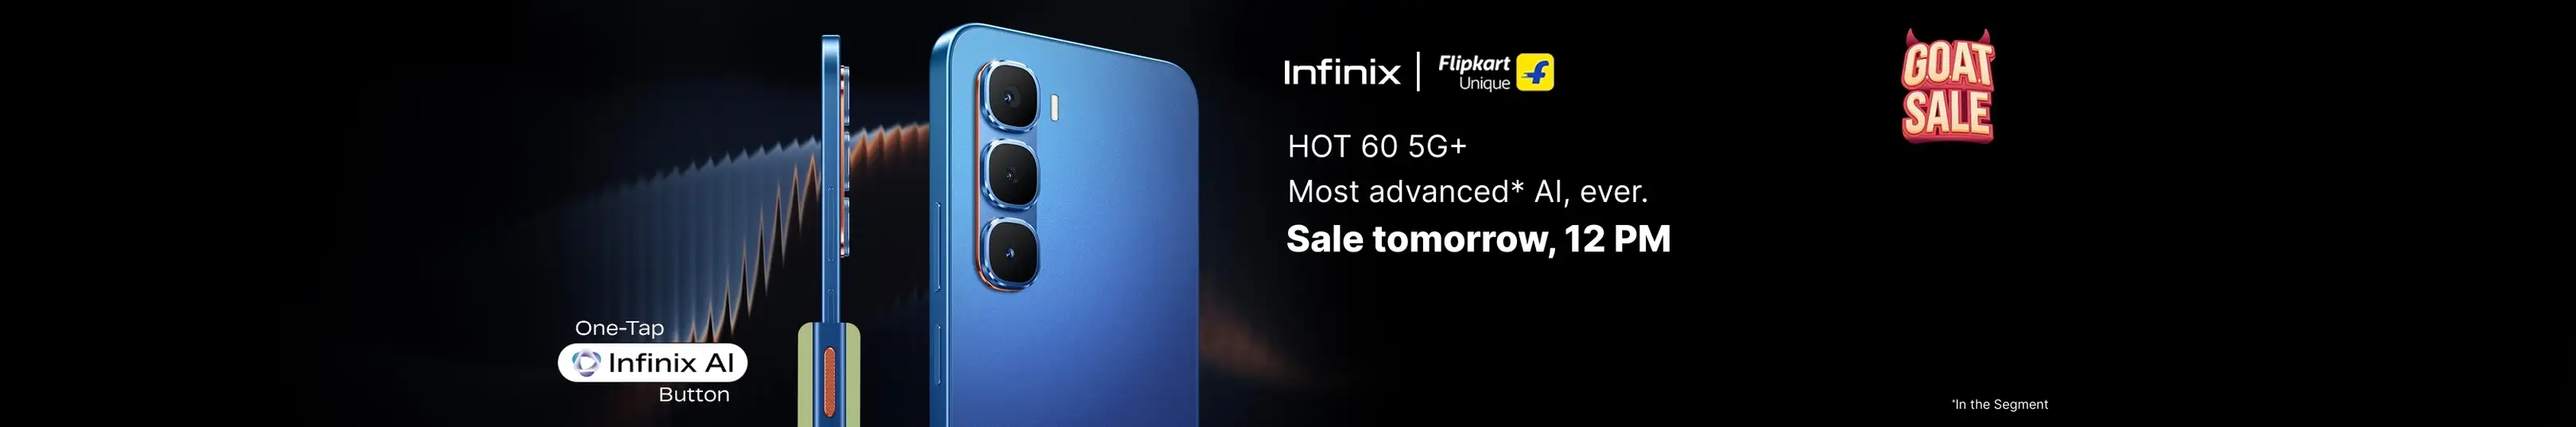 One-Tap
Infinix AI
Button
Infinix | Flipkart
Unique
HOT 60 5G+
Most advanced* AI, ever.
Sale tomorrow, 12 PM
GOAT
SALE
*In the Segment